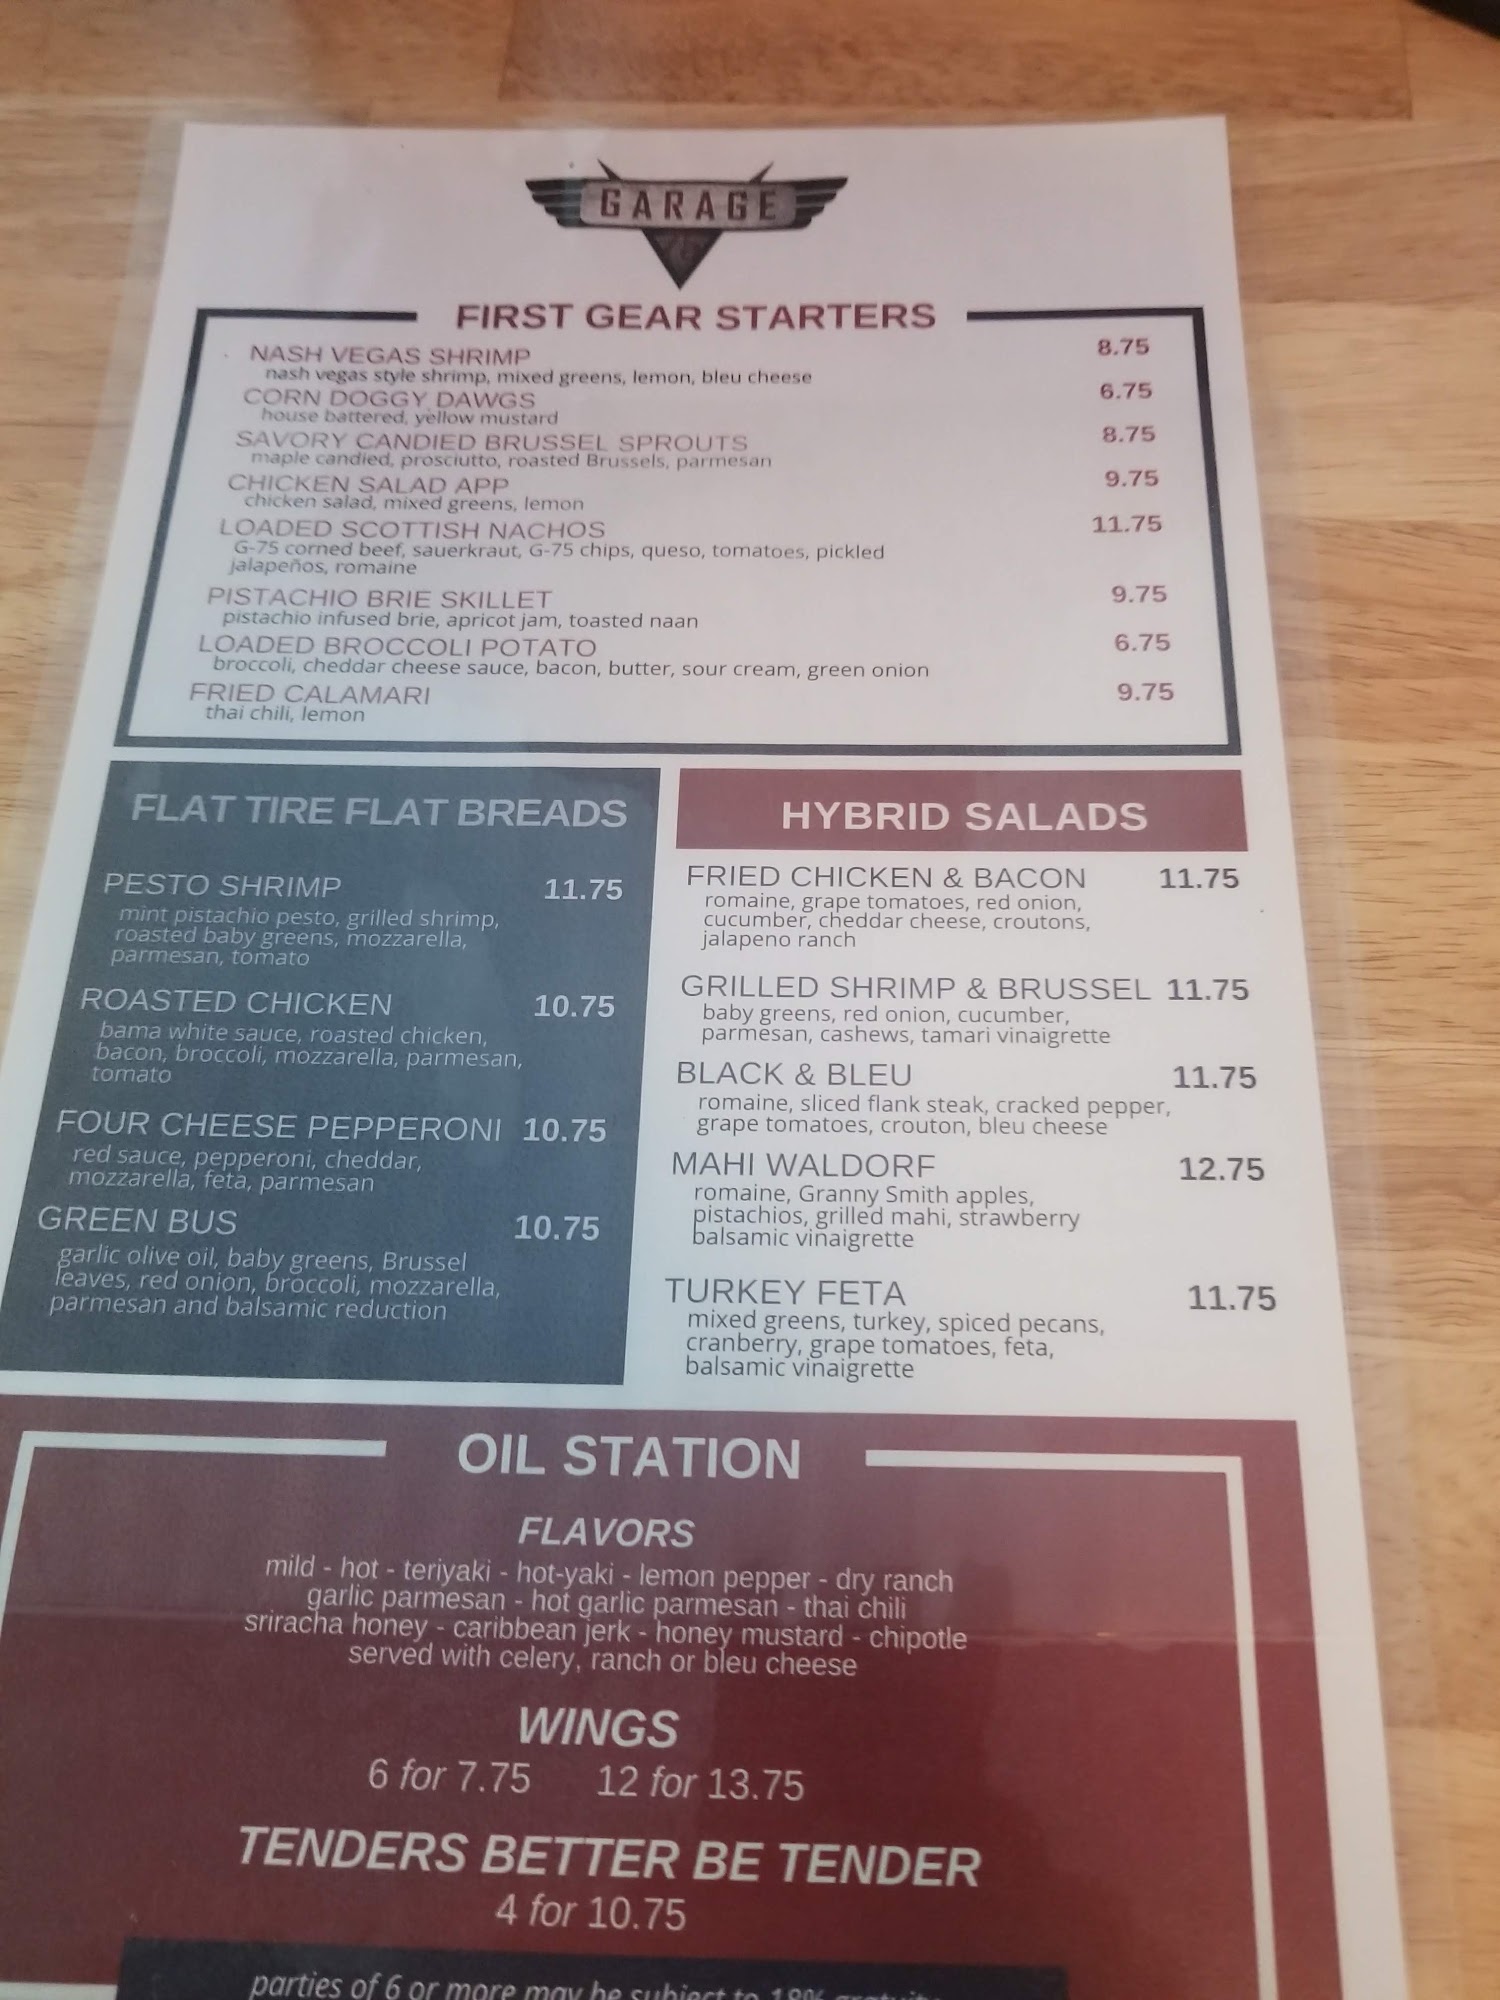 GARAGE
FIRST GEAR STARTERS
NASH VEGAS SHRIMP 8.75
nash vegas style shrimp, mixed greens, lemon, bleu cheese
CORN DOGGY DAWGS 6.75
house battered, yellow mustard
SAVORY CANDIED BRUSSEL SPROUTS 8.75
maple candied, prosciutto, roasted Brussels, parmesan
CHICKEN SALAD APP 9.75
chicken salad, mixed greens, lemon
LOADED SCOTTISH NACHOS 11.75
G-75 corned beef, sauerkraut, G-75 chips, queso, tomatoes, pickled
jalapeños, romaine
PISTACHIO BRIE SKILLET 9.75
pistachio infused brie, apricot jam, toasted naan
LOADED BROCCOLI POTATO 6.75
broccoli, cheddar cheese sauce, bacon, butter, sour cream, green onion
FRIED CALAMARI 9.75
thai chili, lemon
FLAT TIRE FLAT BREADS
PESTO SHRIMP 11.75
mint pistachio pesto, grilled shrimp,
roasted baby greens, mozzarella,
parmesan, tomato
ROASTED CHICKEN 10.75
bama white sauce, roasted chicken,
bacon, broccoli, mozzarella, parmesan,
tomato
FOUR CHEESE PEPPERONI 10.75
red sauce, pepperoni, cheddar,
mozzarella, feta, parmesan
GREEN BUS 10.75
garlic olive oil, baby greens, Brussel
leaves, red onion, broccoli, mozzarella,
parmesan and balsamic reduction
HYBRID SALADS
FRIED CHICKEN & BACON 11.75
romaine, grape tomatoes, red onion,
cucumber, cheddar cheese, croutons,
jalapeno ranch
GRILLED SHRIMP & BRUSSEL 11.75
baby greens, red onion, cucumber,
parmesan, cashews, tamari vinaigrette
BLACK & BLEU 11.75
romaine, sliced flank steak, cracked pepper,
grape tomatoes, crouton, bleu cheese
MAHI WALDORF 12.75
romaine, Granny Smith apples,
pistachios, grilled mahi, strawberry
balsamic vinaigrette
TURKEY FETA 11.75
mixed greens, turkey, spiced pecans,
cranberry, grape tomatoes, feta,
balsamic vinaigrette
OIL STATION
FLAVORS
mild - hot - teriyaki - hot-yaki - lemon pepper - dry ranch
garlic parmesan - hot garlic parmesan - thai chili
sriracha honey - caribbean jerk - honey mustard - chipotle
served with celery, ranch or bleu cheese
WINGS
6 for 7.75 12 for 13.75
TENDERS BETTER BE TENDER
4 for 10.75
parties of 6 or more may be subject to 18% gratuity